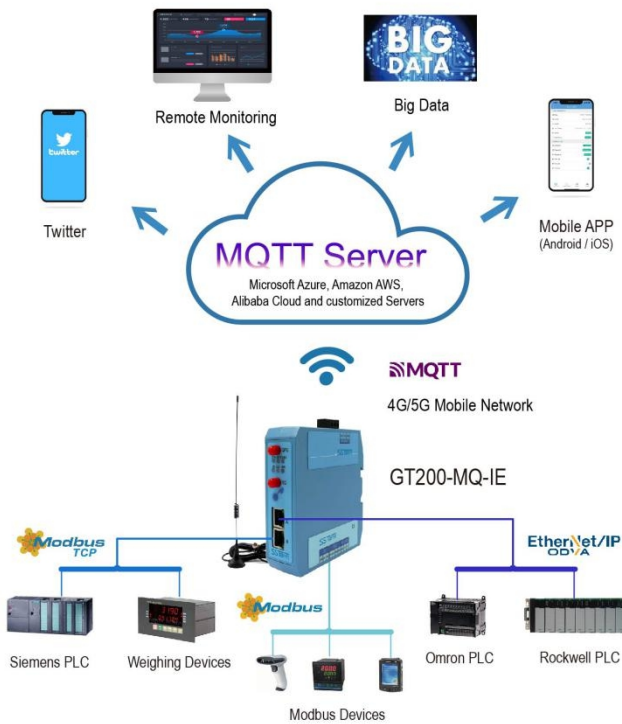 BIG
DATA
Remote Monitoring
Big Data
twitter
Twitter
Mobile APP
(Android / iOS)
MQTT Server
Microsoft Azure, Amazon AWS,
Alibaba Cloud and customized Servers
MQTT
4G/5G Mobile Network
GT200-MQ-IE
Modbus
TCP
EtherNet/IP
ODVA
Modbus
Siemens PLC
Weighing Devices
Omron PLC
Rockwell PLC
Modbus Devices